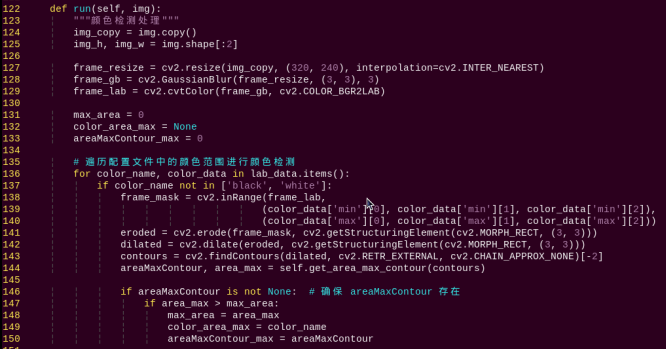 122 def run(self, img):
123 """颜色检测处理"""
124 img_copy = img.copy()
125 img_h, img_w = img.shape[:2]
126
127 frame_resize = cv2.resize(img_copy, (320, 240), interpolation=cv2.INTER_NEAREST)
128 frame_gb = cv2.GaussianBlur(frame_resize, (3, 3), 3)
129 frame_lab = cv2.cvtColor(frame_gb, cv2.COLOR_BGR2LAB)
130
131 max_area = 0
132 color_area_max = None
133 areaMaxContour_max = 0
134
135 # 遍历配置文件中的颜色范围进行颜色检测
136 for color_name, color_data in lab_data.items():
137 if color_name not in ['black', 'white']:
138 frame_mask = cv2.inRange(frame_lab,
139 (color_data['min'][0], color_data['min'][1], color_data['min'][2]),
140 (color_data['max'][0], color_data['max'][1], color_data['max'][2]))
141 eroded = cv2.erode(frame_mask, cv2.getStructuringElement(cv2.MORPH_RECT, (3, 3)))
142 dilated = cv2.dilate(eroded, cv2.getStructuringElement(cv2.MORPH_RECT, (3, 3)))
143 contours = cv2.findContours(dilated, cv2.RETR_EXTERNAL, cv2.CHAIN_APPROX_NONE)[-2]
144 areaMaxContour, area_max = self.get_area_max_contour(contours)
145
146 if areaMaxContour is not None: # 确保 areaMaxContour 存在
147 if area_max > max_area:
148 max_area = area_max
149 color_area_max = color_name
150 areaMaxContour_max = areaMaxContour